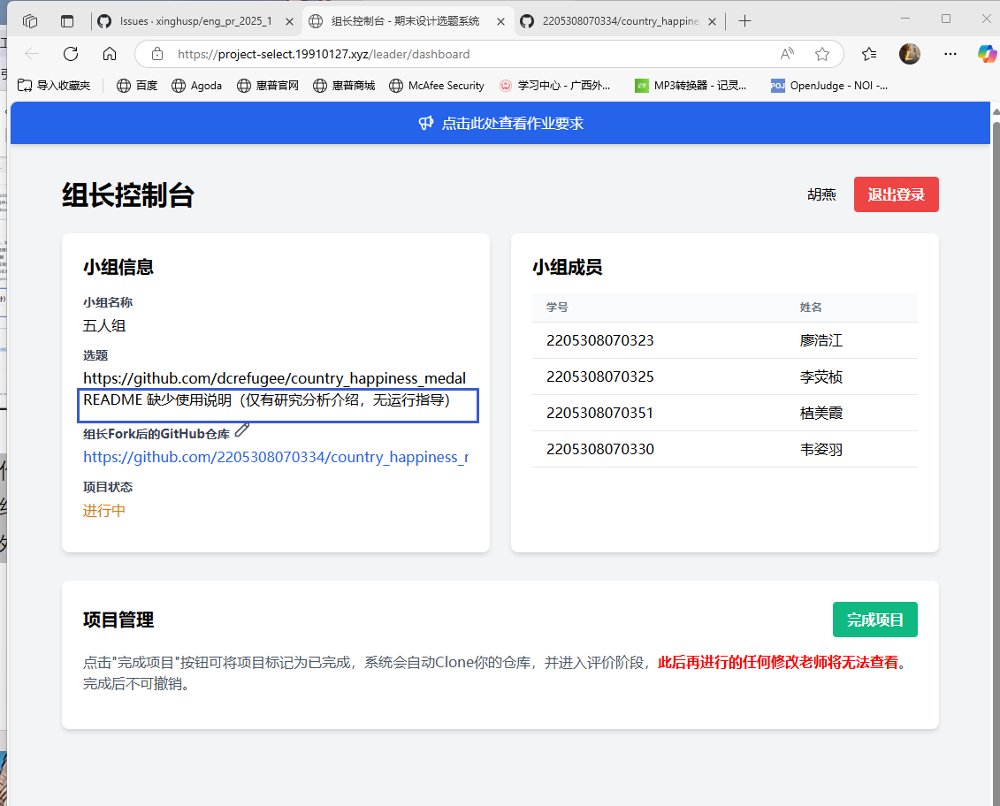 Issues · xinghusp/eng_pr_2025_1
组长控制台 - 期末设计选题系统
2205308070334/country_happine
https://project-select.19910127.xyz/leader/dashboard
导入收藏夹
百度
Agoda
惠普官网
惠普商城
McAfee Security
学习中心 - 广西外...
MP3转换器 - 记灵...
POJ
OpenJudge - NOI -...
点击此处查看作业要求
组长控制台
胡燕
退出登录
小组信息
小组名称
五人组
选题
https://github.com/dcrefugee/country_happiness_medal
README 缺少使用说明（仅有研究分析介绍，无运行指导）
组长Fork后的GitHub仓库
https://github.com/2205308070334/country_happiness_r
项目状态
进行中
小组成员
学号 姓名
2205308070323 廖浩江
2205308070325 李荧桢
2205308070351 植美霞
2205308070330 韦姿羽
项目管理
完成项目
点击"完成项目"按钮可将项目标记为已完成，系统会自动Clone你的仓库，并进入评价阶段，此后再进行的任何修改老师将无法查看。
完成后不可撤销。